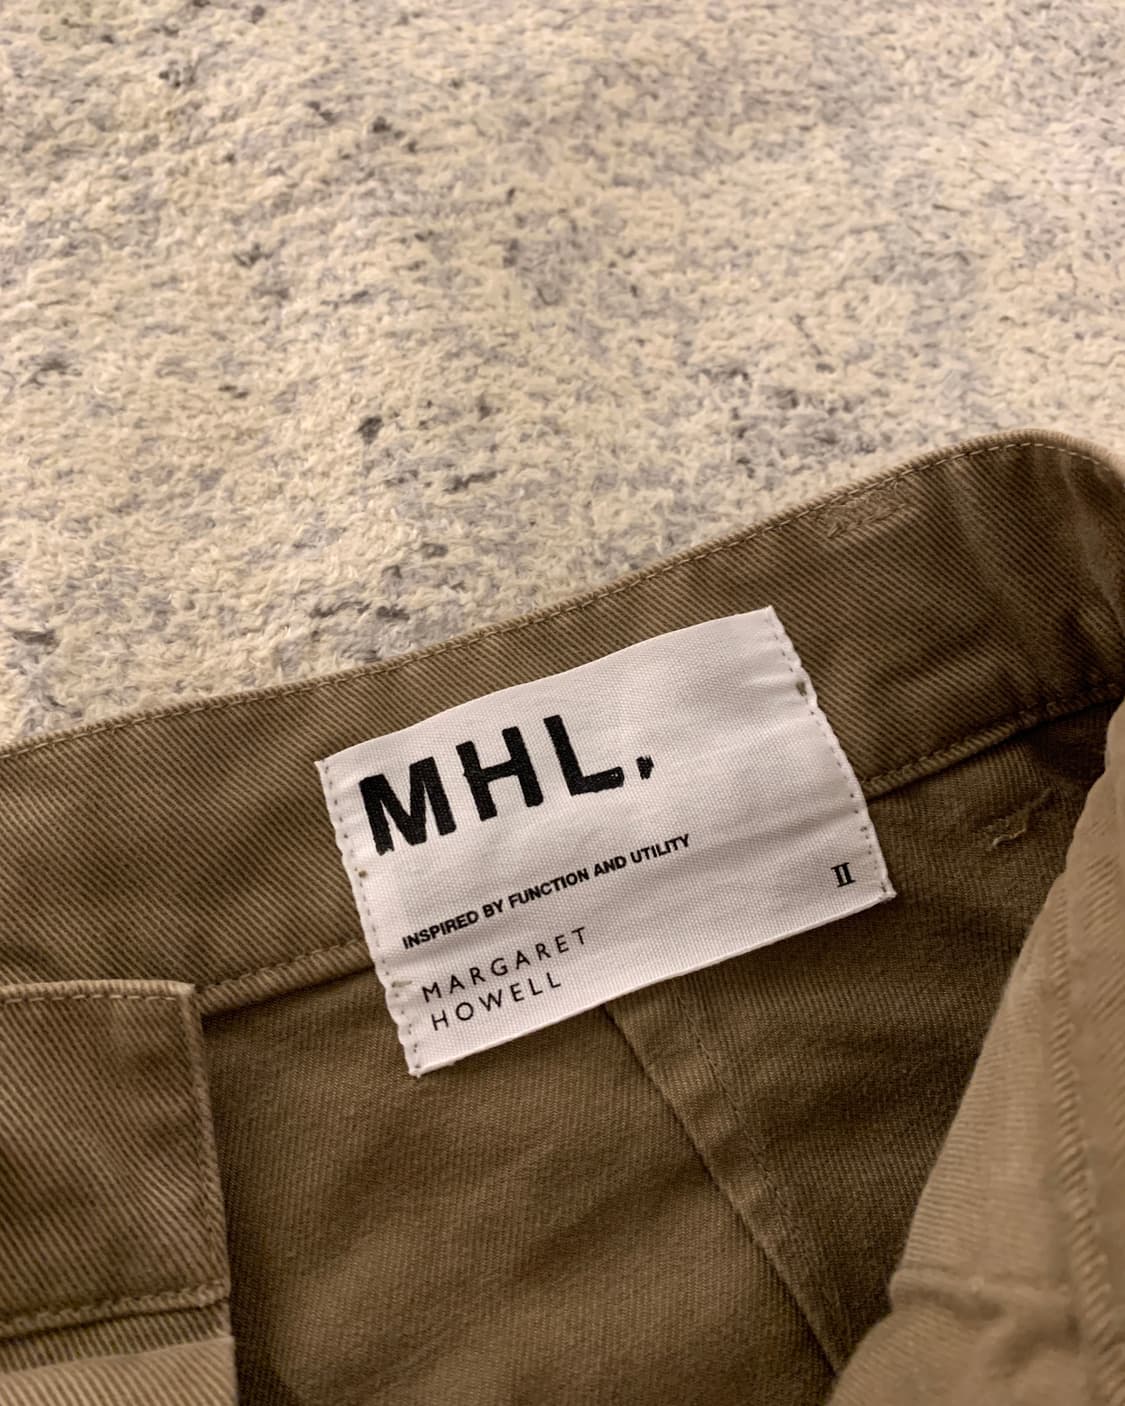 MHL.
INSPIRED BY FUNCTION AND UTILITY
II
MARGARET
HOWELL